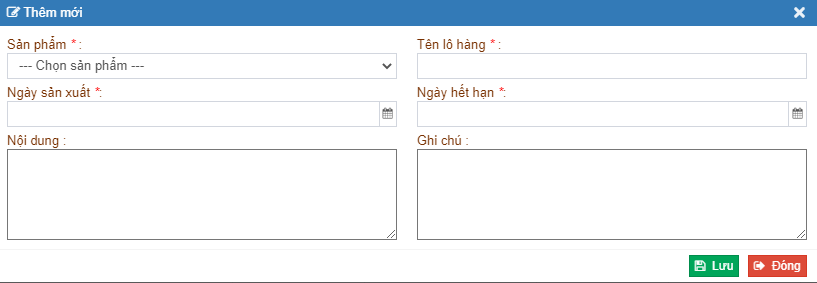 Thêm mới
Sản phẩm * :
Tên lô hàng * :
--- Chọn sản phẩm ---
Ngày sản xuất *:
Ngày hết hạn *:
Nội dung :
Ghi chú :
Lưu
Đóng